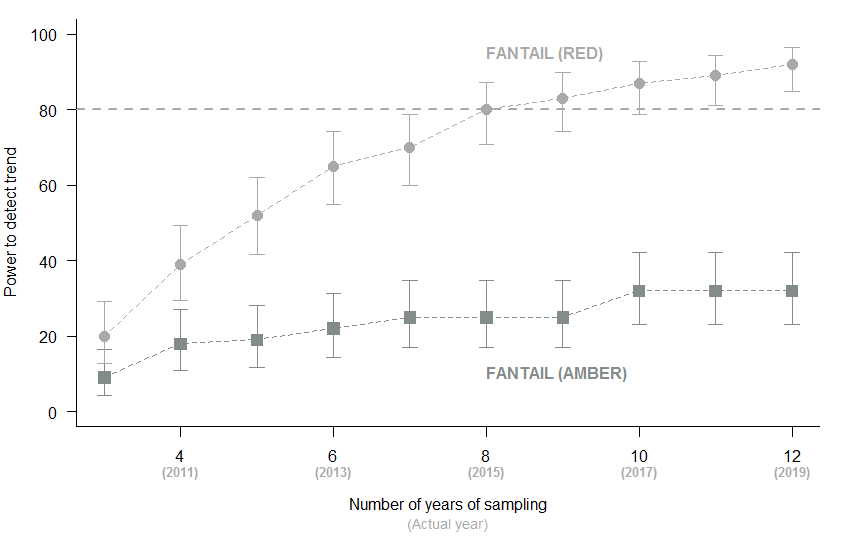 100
FANTAIL (RED)
80
60
Power to detect trend
40
20
FANTAIL (AMBER)
0
4 6 8 10 12
(2011) (2013) (2015) (2017) (2019)
Number of years of sampling
(Actual year)